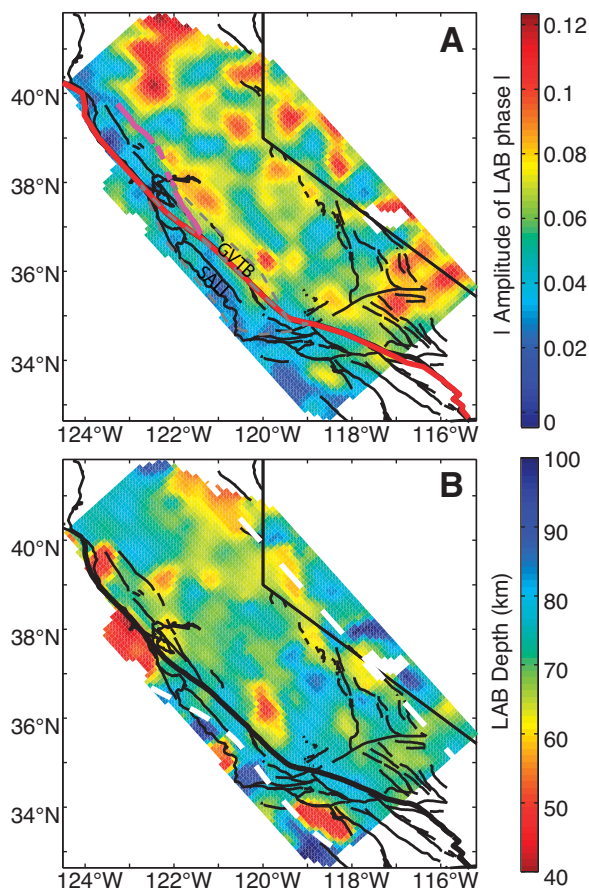 A
40°N
38°N
36°N
34°N
GVTB
SALT
124°W 122°W 120°W 118°W 116°W
0.12
0.1
0.08
0.06
0.04
0.02
0
| Amplitude of LAB phase |
B
40°N
38°N
36°N
34°N
124°W 122°W 120°W 118°W 116°W
100
90
80
70
60
50
40
LAB Depth (km)